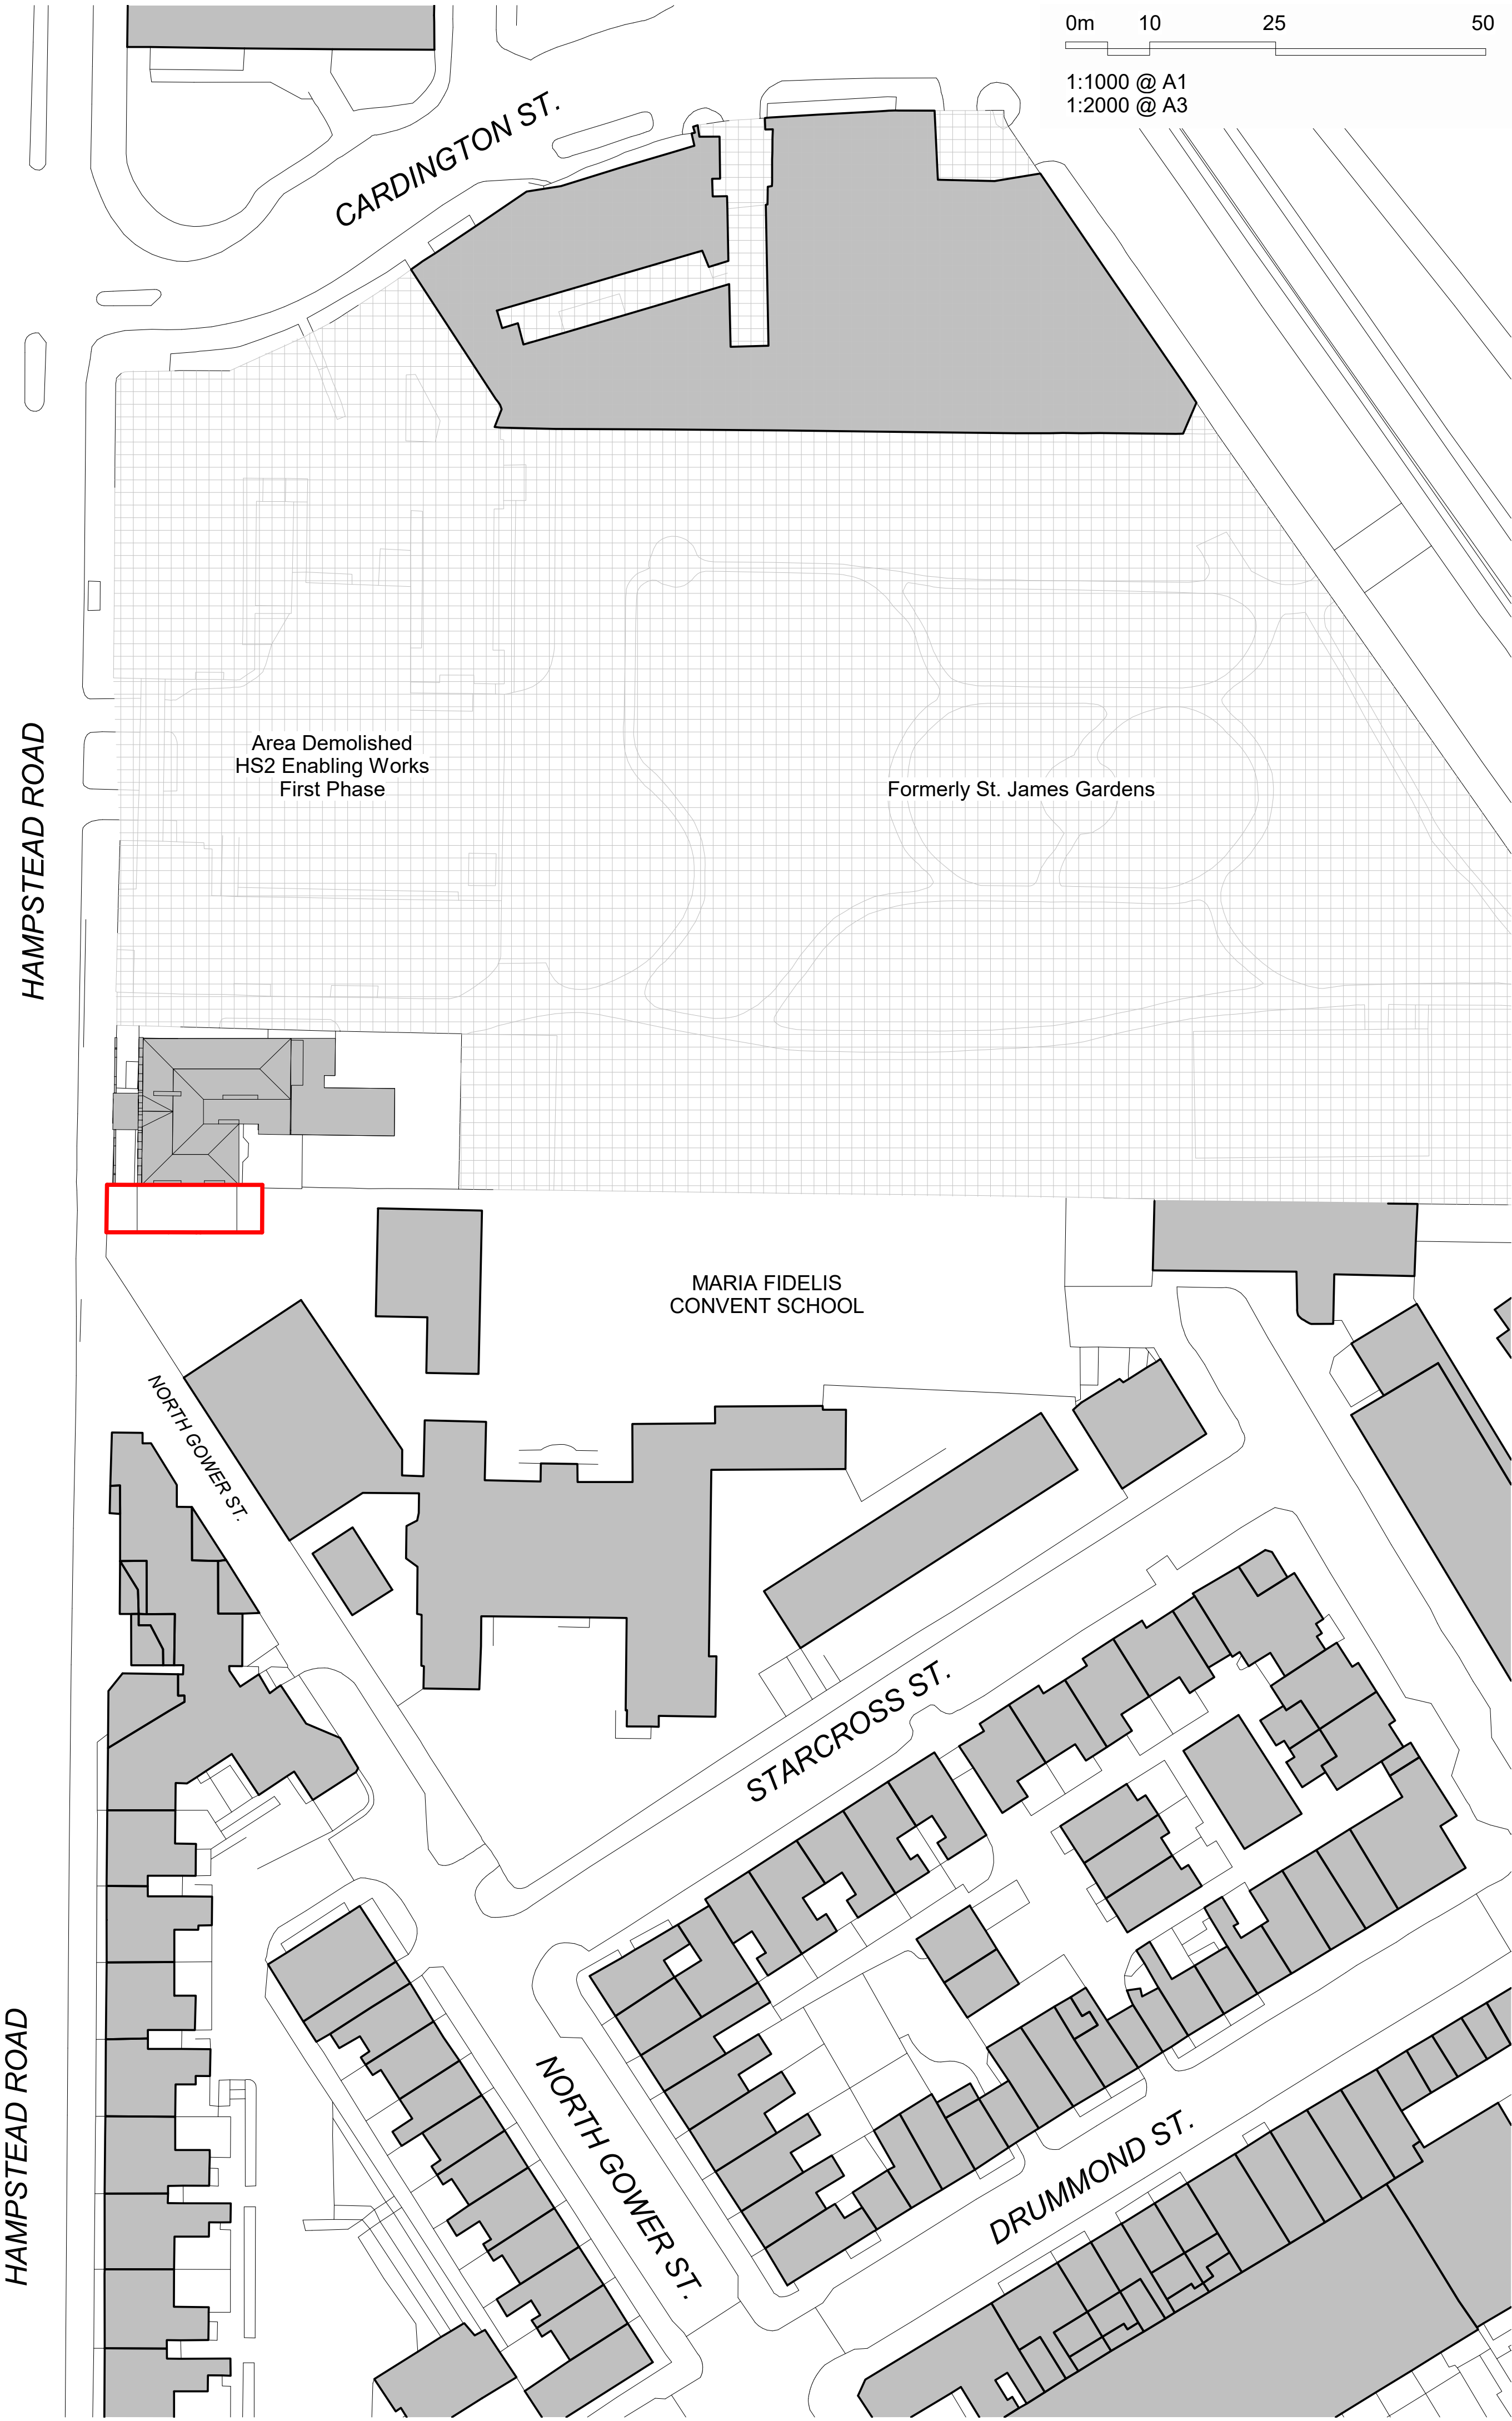 0m 10 25 50
1:1000 @ A1
1:2000 @ A3
CARDINGTON ST.
HAMPSTEAD ROAD
Area Demolished
HS2 Enabling Works
First Phase
Formerly St. James Gardens
MARIA FIDELIS
CONVENT SCHOOL
NORTH GOWER ST.
STARCROSS ST.
HAMPSTEAD ROAD
NORTH GOWER ST.
DRUMMOND ST.